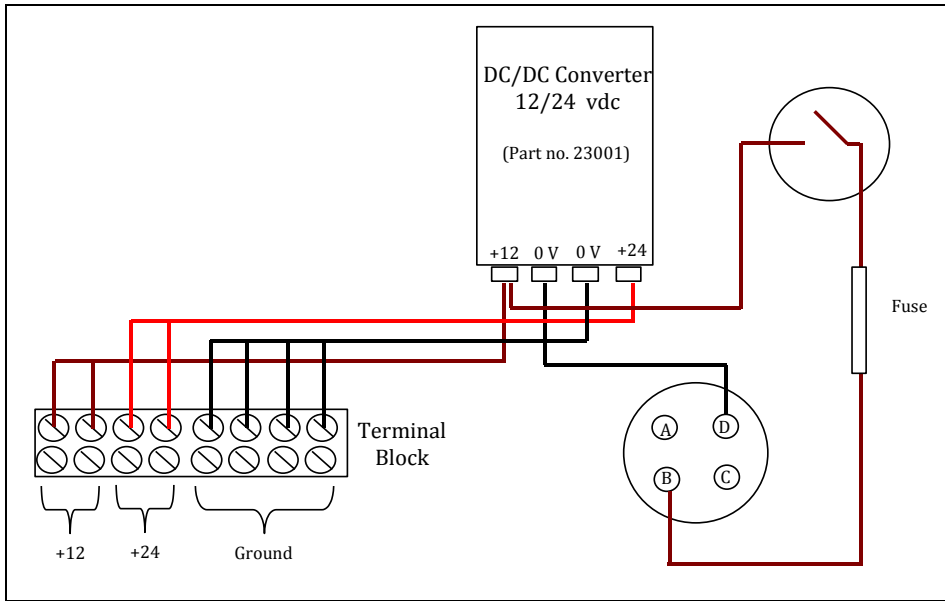 DC/DC Converter
12/24 vdc
(Part no. 23001)
+12 0 V 0 V +24
Fuse
A D
B C
Terminal
Block
+12 +24 Ground